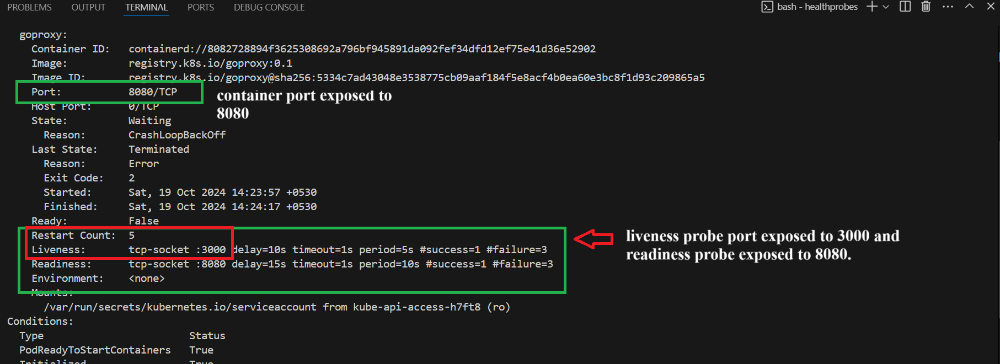 PROBLEMS OUTPUT TERMINAL PORTS DEBUG CONSOLE bash - healthprobes
goproxy:
Container ID: containerd://8082728894f3625308692a796bf945891da092fef34dfd12ef75e41d36e52902
Image: registry.k8s.io/goproxy:0.1
Image ID: registry.k8s.io/goproxy@sha256:5334c7ad43048e3538775cb09aaf184f5e8acf4b0ea60e3bc8f1d93c209865a5
Port: 8080/TCP
container port exposed to
8080
Host Port: 0/TCP
State: Waiting
Reason: CrashLoopBackOff
Last State: Terminated
Reason: Error
Exit Code: 2
Started: Sat, 19 Oct 2024 14:23:57 +0530
Finished: Sat, 19 Oct 2024 14:24:17 +0530
Ready: False
Restart Count: 5
Liveness: tcp-socket :3000 delay=10s timeout=1s period=5s #success=1 #failure=3
Readiness: tcp-socket :8080 delay=15s timeout=1s period=10s #success=1 #failure=3
liveness probe port exposed to 3000 and
readiness probe exposed to 8080.
Environment: <none>
Mounts:
/var/run/secrets/kubernetes.io/serviceaccount from kube-api-access-h7ft8 (ro)
Conditions:
Type Status
PodReadyToStartContainers True
Initialized True